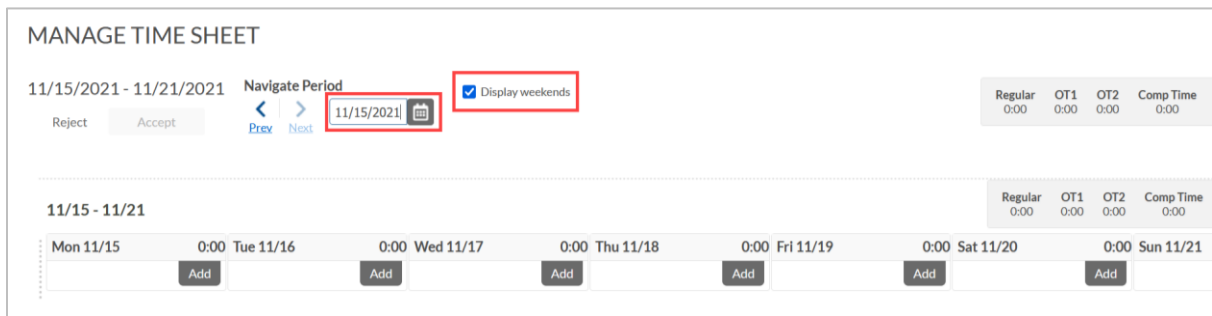 MANAGE TIME SHEET
11/15/2021 - 11/21/2021 Navigate Period 11/15/2021 Display weekends
Reject Accept Prev Next
Regular OT1 OT2 Comp Time
0:00 0:00 0:00 0:00
11/15 - 11/21
Regular OT1 OT2 Comp Time
0:00 0:00 0:00 0:00
Mon 11/15 0:00 Tue 11/16 0:00 Wed 11/17 0:00 Thu 11/18 0:00 Fri 11/19 0:00 Sat 11/20 0:00 Sun 11/21
Add Add Add Add Add Add